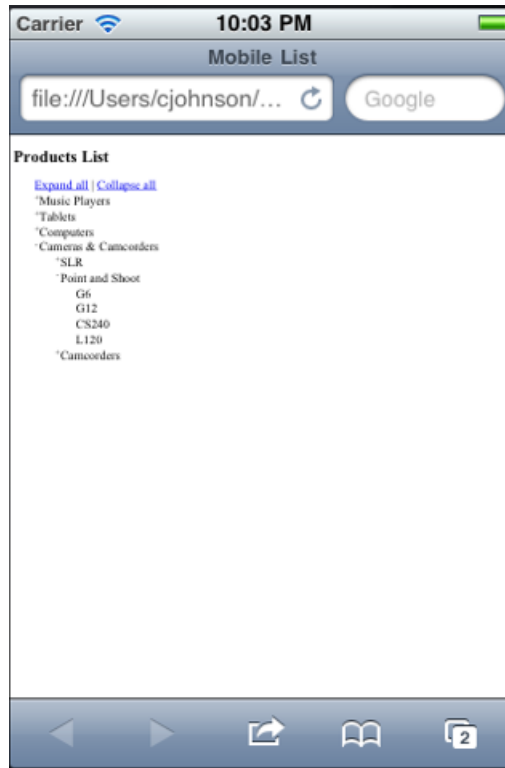 Carrier 10:03 PM
Mobile List
file:///Users/cjohnson/... Google
Products List
Expand all | Collapse all
+Music Players
+Tablets
+Computers
-Cameras & Camcorders
+SLR
-Point and Shoot
G6
G12
CS240
L120
+Camcorders
2